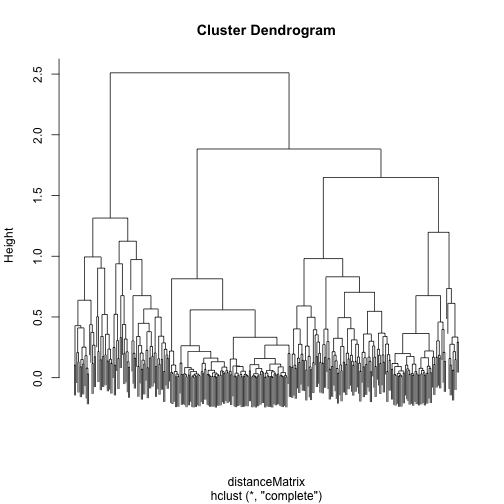 Cluster Dendrogram
Height
2.5
2.0
1.5
1.0
0.5
0.0
distanceMatrix
hclust (*, "complete")